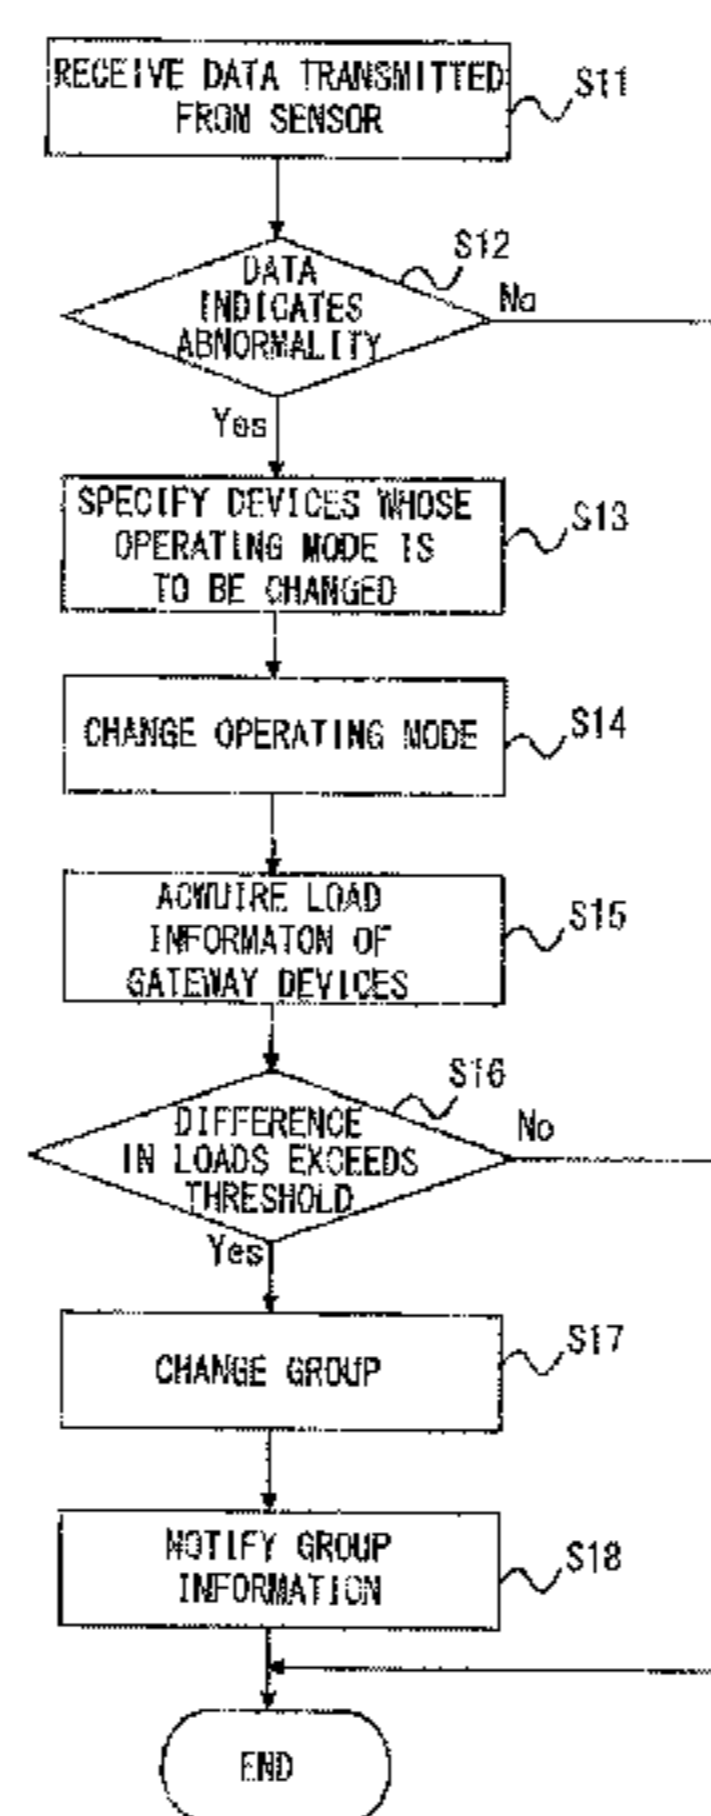 RECEIVE DATA TRANSMITTED
FROM SENSOR
S11
S12
DATA
INDICATES
ABNORMALITY
No
Yes
SPECIFY DEVICES WHOSE
OPERATING MODE IS
TO BE CHANGED
S13
CHANGE OPERATING MODE
S14
ACWUIRE LOAD
INFORMATON OF
GATEWAY DEVICES
S15
S16
DIFFERENCE
IN LOADS EXCEEDS
THRESHOLD
No
Yes
CHANGE GROUP
S17
NOTIFY GROUP
INFORMATION
S18
END